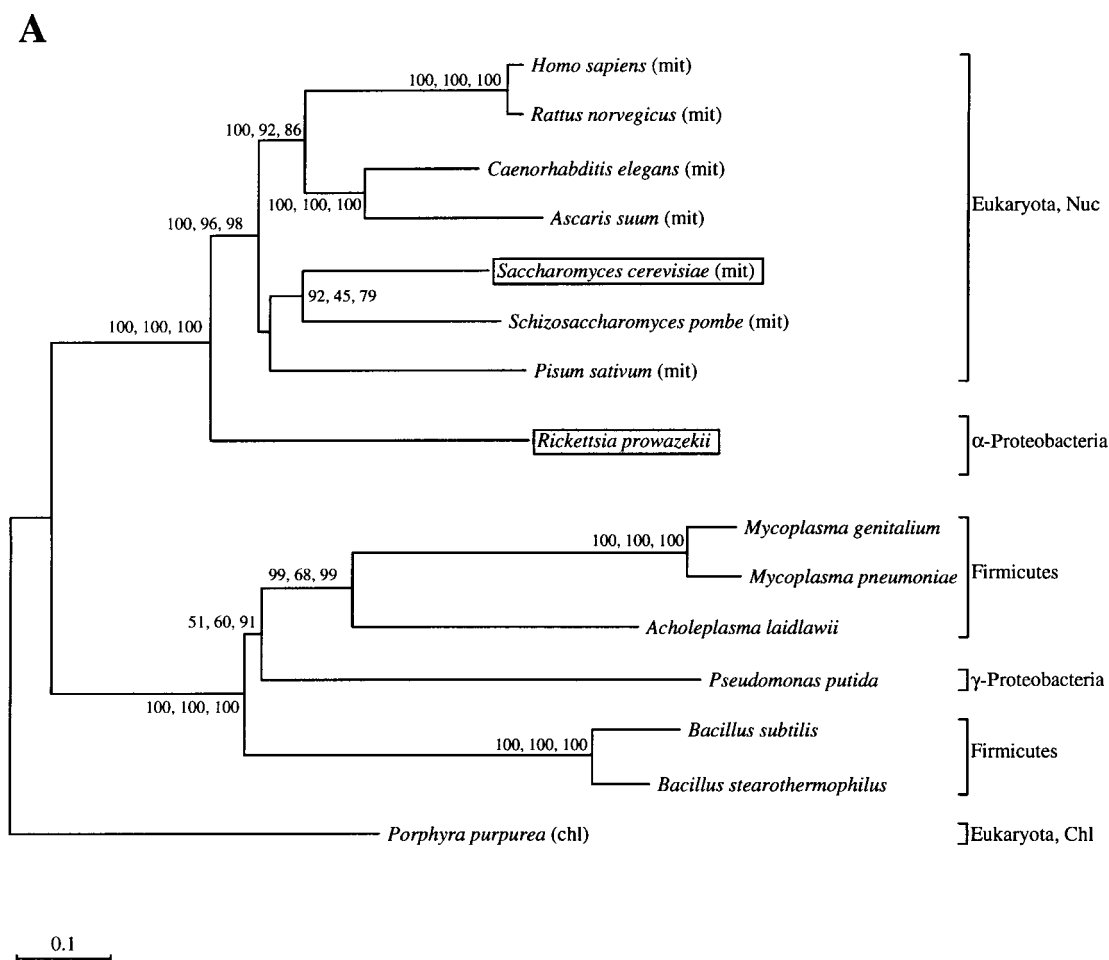 A
Homo sapiens (mit)
100, 100, 100
Rattus norvegicus (mit)
100, 92, 86
Caenorhabditis elegans (mit)
100, 100, 100
Ascaris suum (mit)
Eukaryota, Nuc
100, 96, 98
Saccharomyces cerevisiae (mit)
92, 45, 79
Schizosaccharomyces pombe (mit)
100, 100, 100
Pisum sativum (mit)
Rickettsia prowazekii
α-Proteobacteria
Mycoplasma genitalium
100, 100, 100
Mycoplasma pneumoniae
Firmicutes
99, 68, 99
51, 60, 91
Acholeplasma laidlawii
Pseudomonas putida
γ-Proteobacteria
100, 100, 100
Bacillus subtilis
100, 100, 100
Firmicutes
Bacillus stearothermophilus
Porphyra purpurea (chl)
Eukaryota, Chl
0.1